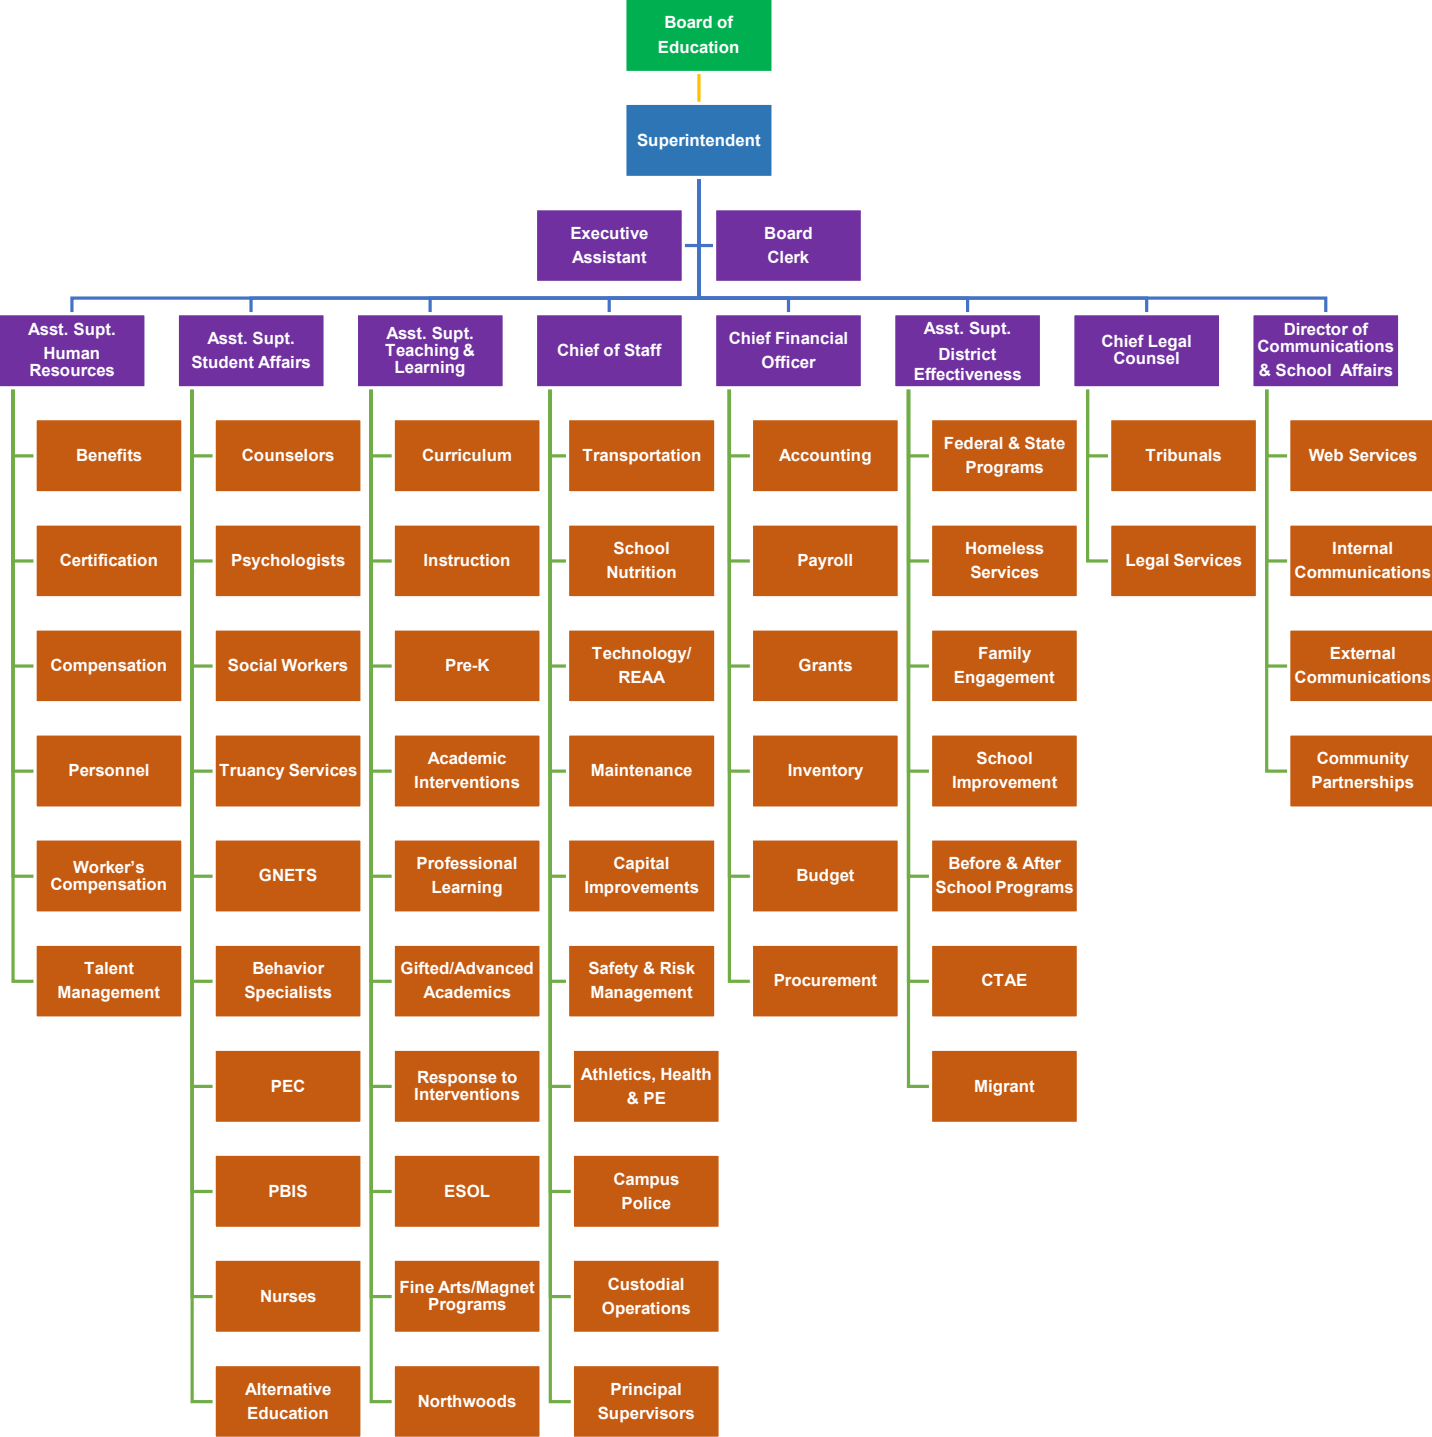 Board of
Education
Superintendent
Executive
Assistant
Board
Clerk
Asst. Supt.
Human
Resources
Asst. Supt.
Student Affairs
Asst. Supt.
Teaching &
Learning
Chief of Staff
Chief Financial
Officer
Asst. Supt.
District
Effectiveness
Chief Legal
Counsel
Director of
Communications
& School Affairs
Benefits
Certification
Compensation
Personnel
Worker’s
Compensation
Talent
Management
Counselors
Psychologists
Social Workers
Truancy Services
GNETS
Behavior
Specialists
PEC
PBIS
Nurses
Alternative
Education
Curriculum
Instruction
Pre-K
Academic
Interventions
Professional
Learning
Gifted/Advanced
Academics
Response to
Interventions
ESOL
Fine Arts/Magnet
Programs
Northwoods
Transportation
School
Nutrition
Technology/
REAA
Maintenance
Capital
Improvements
Safety & Risk
Management
Athletics, Health
& PE
Campus
Police
Custodial
Operations
Principal
Supervisors
Accounting
Payroll
Grants
Inventory
Budget
Procurement
Federal & State
Programs
Homeless
Services
Family
Engagement
School
Improvement
Before & After
School Programs
CTAE
Migrant
Tribunals
Legal Services
Web Services
Internal
Communications
External
Communications
Community
Partnerships